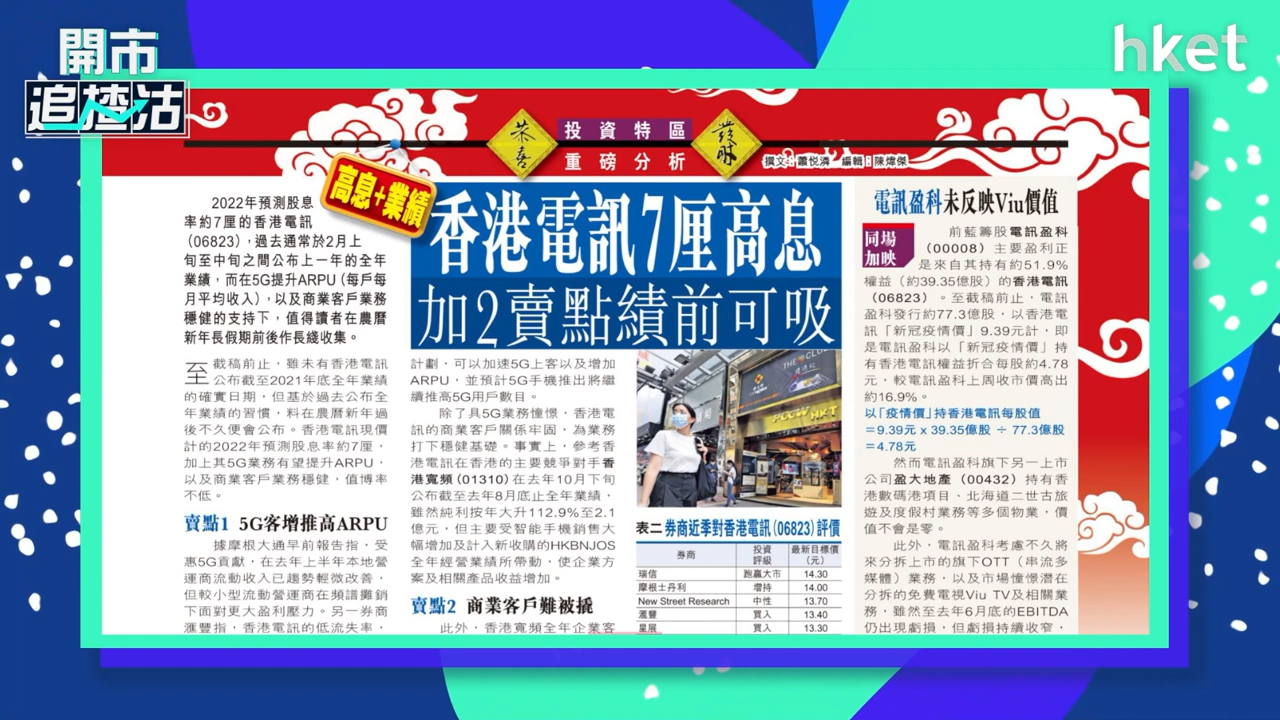 開市
追揸沽
hket
恭喜
投資特區
重磅分析
發財
編輯：陳煒傑
高息+業績
2022年預測股息
率約7厘的香港電訊
（06823），過去通常於2月上
旬至中旬之間公布上一年的全年
業績，而在5G提升ARPU（每戶每
月平均收入），以及商業客戶業務
穩健的支持下，值得讀者在農曆
新年長假期前後作長綫收集。
至截稿前止，雖未有香港電訊
公布截至2021年底全年業績
的確實日期，但基於過去公布全
年業績的習慣，料在農曆新年過
後不久便會公布。香港電訊現價
計的2022年預測股息率約7厘，
加上其5G業務有望提升ARPU，
以及商業客戶業務穩健，值博率
不低。
賣點1 5G客增推高ARPU
據摩根大通早前報告指，受
惠5G貢獻，在去年上半年本地營
運商流動收入已趨勢輕微改善，
但較小型流動營運商在頻譜攤銷
下面對更大盈利壓力。另一券商
滙豐指，香港電訊的低流失率，
香港電訊7厘高息
加2賣點績前可吸
計劃，可以加速5G上客以及增加
ARPU，並預計5G手機推出將繼
續推高5G用戶數目。
除了具5G業務憧憬，香港電
訊的商業客戶關係牢固，為業務
打下穩健基礎。事實上，參考香
港電訊在香港的主要競爭對手香
港寬頻（01310）在去年10月下旬
公布截至去年8月底止全年業績，
雖然純利按年大升112.9%至2.1
億元，但主要受智能手機銷售大
幅增加及計入新收購的HKBNJOS
全年經營業績所帶動，使企業方
案及相關產品收益增加。
賣點2 商業客戶難被撬
此外，香港寬頻全年企業客
THE CLUB
PCCW HKT
表二 券商近季對香港電訊（06823）評價
券商 投資評級 最新目標價（元）
瑞信 跑贏大市 14.30
摩根士丹利 增持 14.00
New Street Research 中性 13.70
滙豐 買入 13.40
星展 買入 13.30
電訊盈科未反映Viu價值
同場加映
前藍籌股電訊盈科
（00008）主要盈利正
是來自其持有約51.9%
權益（約39.35億股）的香港電訊
（06823）。至截稿前止，電訊
盈科發行約77.3億股，以香港電
訊「新冠疫情價」9.39元計，即
是電訊盈科以「新冠疫情價」持
有香港電訊權益折合每股約4.78
元，較電訊盈科上周收市價高出
約16.9%。
以「疫情價」持香港電訊每股值
＝9.39元 x 39.35億股 ÷ 77.3億股
＝4.78元
然而電訊盈科旗下另一上市
公司盈大地產（00432）持有香
港數碼港項目、北海道二世古旅
遊及度假村業務等多個物業，價
值不會是零。
此外，電訊盈科考慮不久將
來分拆上市的旗下OTT（串流多
媒體）業務，以及市場憧憬潛在
分拆的免費電視Viu TV及相關業
務，雖然至去年6月底的EBITDA
仍出現虧損，但虧損持續收窄，